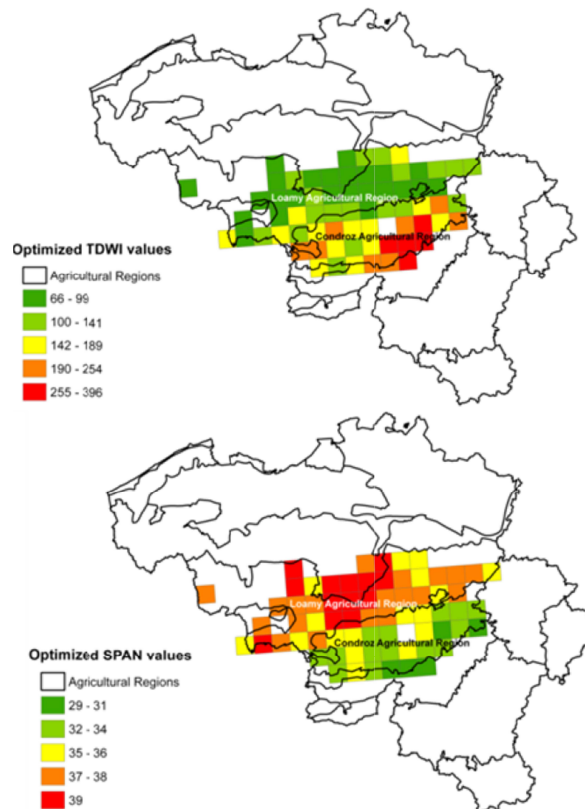 Loamy Agricultural Region
Condroz Agricultural Region
Optimized TDWI values
Agricultural Regions
66 - 99
100 - 141
142 - 189
190 - 254
255 - 396
Loamy Agricultural Region
Condroz Agricultural Region
Optimized SPAN values
Agricultural Regions
29 - 31
32 - 34
35 - 36
37 - 38
39